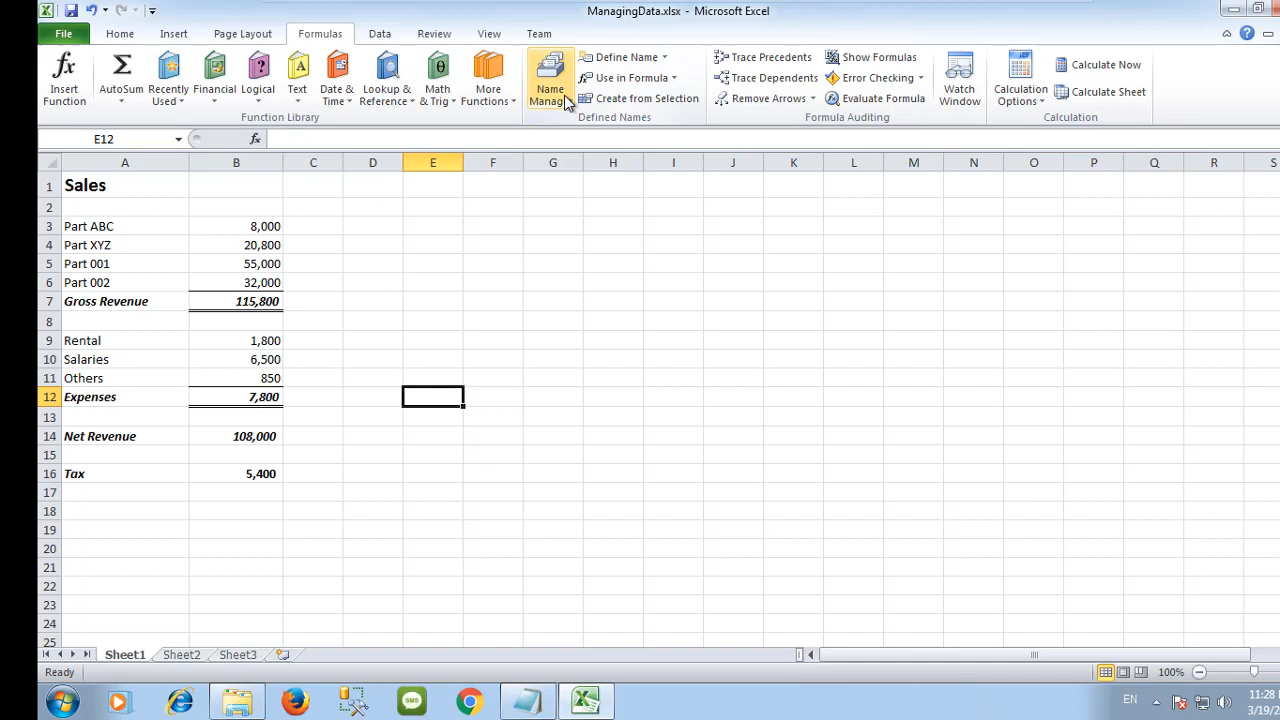 ManagingData.xlsx - Microsoft Excel
File Home Insert Page Layout Formulas Data Review View Team
Insert Function
AutoSum
Recently Used
Financial
Logical
Text
Date & Time
Lookup & Reference
Math & Trig
More Functions
Function Library
Name
Define Name
Use in Formula
Create from Selection
Defined Names
Trace Precedents
Trace Dependents
Remove Arrows
Show Formulas
Error Checking
Evaluate Formula
Formula Auditing
Watch Window
Calculation Options
Calculate Now
Calculate Sheet
Calculation
E12 fx
A B C D E F G H I J K L M N O P Q R S
1 Sales
2
3 Part ABC 8,000
4 Part XYZ 20,800
5 Part 001 55,000
6 Part 002 32,000
7 Gross Revenue 115,800
8
9 Rental 1,800
10 Salaries 6,500
11 Others 850
12 Expenses 7,800
13
14 Net Revenue 108,000
15
16 Tax 5,400
17
18
19
20
21
22
23
24
25
Sheet1 Sheet2 Sheet3
Ready 100%
SMS EN 11:28
3/19/2